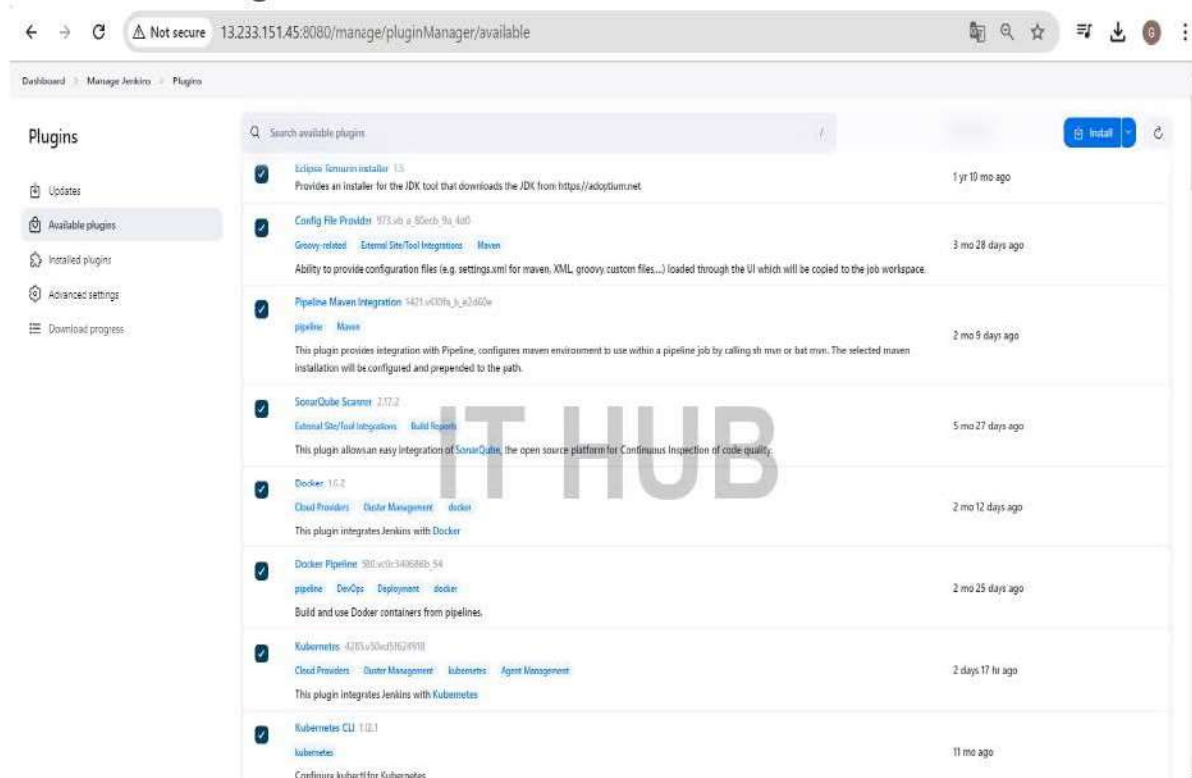 Not secure 13.233.151.45:8080/manage/pluginManager/available
G
Dashboard Manage Jenkins Plugins
Plugins
Search available plugins /
Install
Updates
Available plugins
Installed plugins
Advanced settings
Download progress
Eclipse Temurin installer 1.5
Provides an installer for the JDK tool that downloads the JDK from https://adoptium.net
1 yr 10 mo ago
Config File Provider
Groovy-related External Site/Tool Integrations Maven
Ability to provide configuration files (e.g. settings.xml for maven, XML, groovy, custom files...) loaded through the UI which will be copied to the job workspace.
3 mo 28 days ago
Pipeline Maven Integration
pipeline Maven
This plugin provides integration with Pipeline, configures maven environment to use within a pipeline job by calling sh mvn or bat mvn. The selected maven
installation will be configured and prepended to the path.
2 mo 9 days ago
SonarQube Scanner 2.17.2
External Site/Tool Integrations Build Reports
This plugin allows an easy integration of SonarQube, the open source platform for Continuous Inspection of code quality.
5 mo 27 days ago
IT HUB
Docker 1.6.2
Cloud Providers Cluster Management docker
This plugin integrates Jenkins with Docker
2 mo 12 days ago
Docker Pipeline
pipeline DevOps Deployment docker
Build and use Docker containers from pipelines.
2 mo 25 days ago
Kubernetes
Cloud Providers Cluster Management kubernetes Agent Management
This plugin integrates Jenkins with Kubernetes
2 days 17 hr ago
Kubernetes CLI 1.12.1
kubernetes
Configure kubectl for Kubernetes
11 mo ago